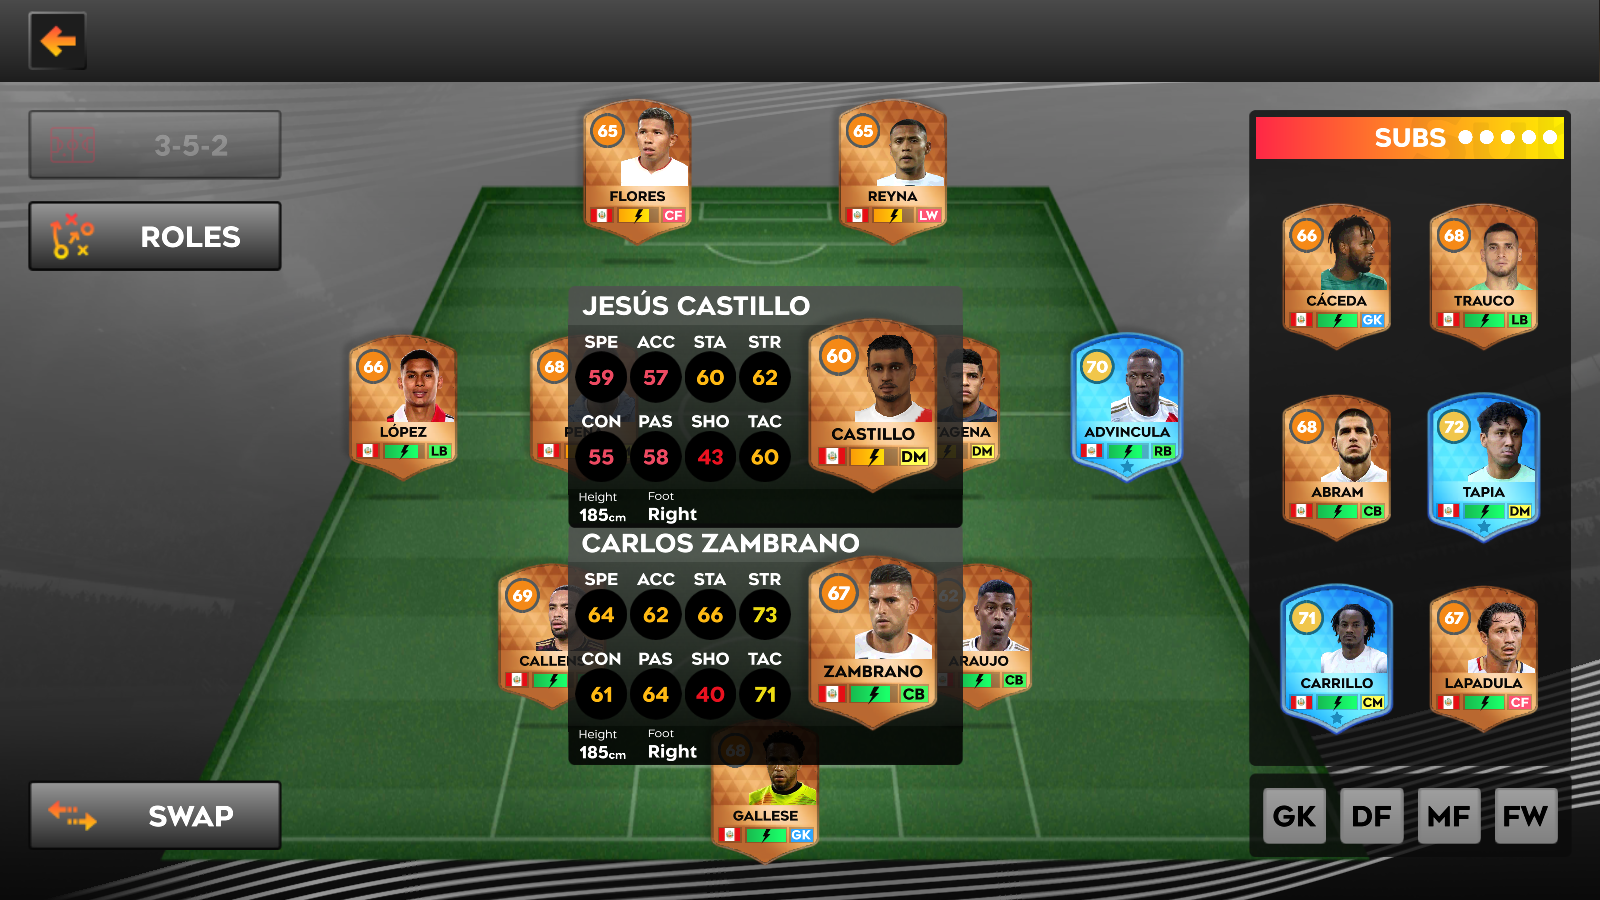 3-5-2
ROLES
SWAP
65
FLORES
CF
65
REYNA
LW
66
LÓPEZ
LB
68
JESÚS CASTILLO
SPE ACC STA STR
59 57 60 62
CON PAS SHO TAC
55 58 43 60
Height Foot
185cm Right
60
CASTILLO
DM
AGENA
DM
70
ADVINCULA
RB
CARLOS ZAMBRANO
SPE ACC STA STR
64 62 66 73
CON PAS SHO TAC
61 64 40 71
Height Foot
185cm Right
67
ZAMBRANO
CB
69
CALLENS
62
ARAUJO
CB
68
GALLESE
GK
SUBS
66
CÁCEDA
GK
68
TRAUCO
LB
68
ABRAM
CB
72
TAPIA
DM
71
CARRILLO
CM
67
LAPADULA
CF
GK DF MF FW